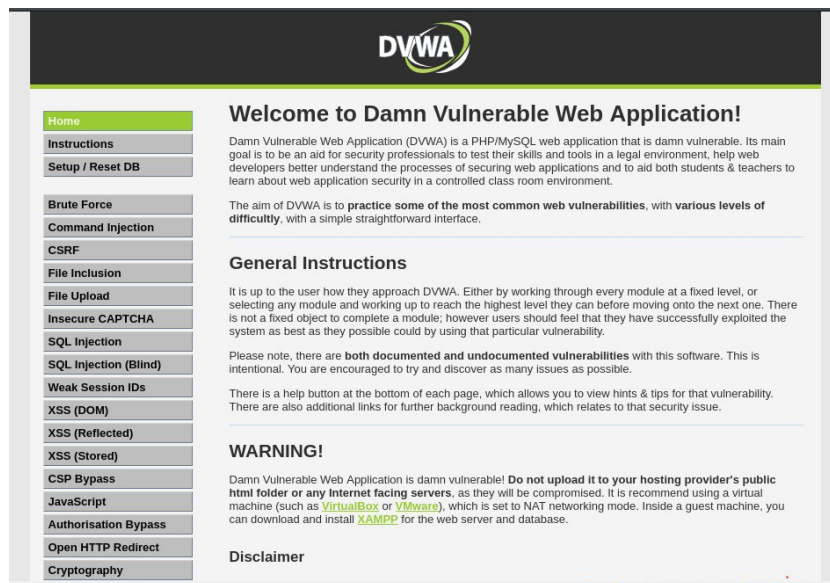 DVWA
Home
Instructions
Setup / Reset DB
Brute Force
Command Injection
CSRF
File Inclusion
File Upload
Insecure CAPTCHA
SQL Injection
SQL Injection (Blind)
Weak Session IDs
XSS (DOM)
XSS (Reflected)
XSS (Stored)
CSP Bypass
JavaScript
Authorisation Bypass
Open HTTP Redirect
Cryptography
Welcome to Damn Vulnerable Web Application!
Damn Vulnerable Web Application (DVWA) is a PHP/MySQL web application that is damn vulnerable. Its main
goal is to be an aid for security professionals to test their skills and tools in a legal environment, help web
developers better understand the processes of securing web applications and to aid both students & teachers to
learn about web application security in a controlled class room environment.
The aim of DVWA is to practice some of the most common web vulnerabilities, with various levels of
difficultly, with a simple straightforward interface.
General Instructions
It is up to the user how they approach DVWA. Either by working through every module at a fixed level, or
selecting any module and working up to reach the highest level they can before moving onto the next one. There
is not a fixed object to complete a module; however users should feel that they have successfully exploited the
system as best as they possible could by using that particular vulnerability.
Please note, there are both documented and undocumented vulnerabilities with this software. This is
intentional. You are encouraged to try and discover as many issues as possible.
There is a help button at the bottom of each page, which allows you to view hints & tips for that vulnerability.
There are also additional links for further background reading, which relates to that security issue.
WARNING!
Damn Vulnerable Web Application is damn vulnerable! Do not upload it to your hosting provider's public
html folder or any Internet facing servers, as they will be compromised. It is recommend using a virtual
machine (such as VirtualBox or VMware), which is set to NAT networking mode. Inside a guest machine, you
can download and install XAMPP for the web server and database.
Disclaimer